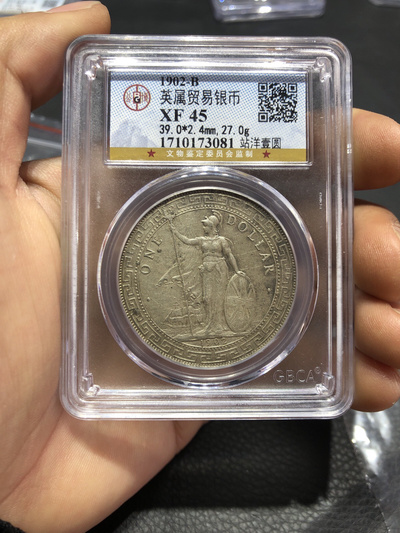 1902-B
英属贸易银币
XF 45
39.0*2.4mm,27.0g
1710173081 站洋壹圆
★ 文物鉴定委员会监制 ★
ONE DOLLAR
GBCA®